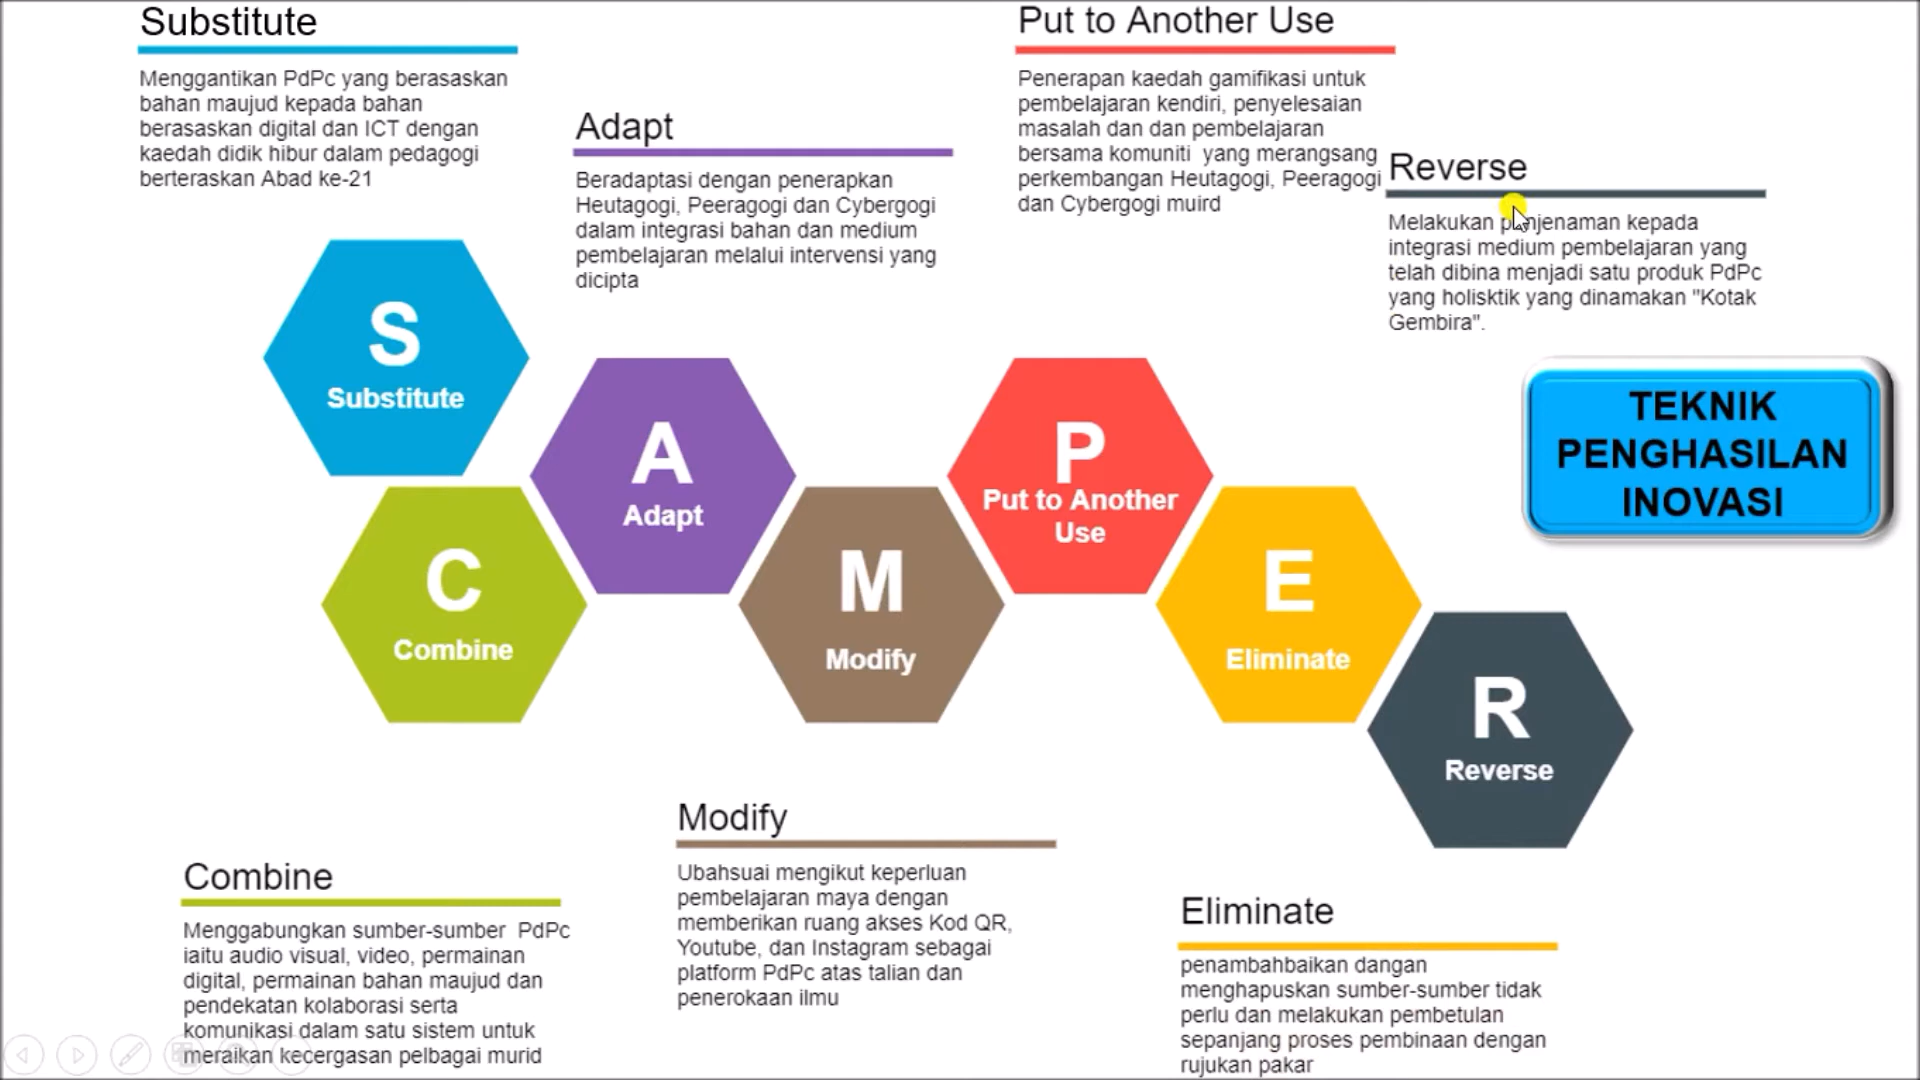 Substitute
Menggantikan PdPc yang berasaskan
bahan maujud kepada bahan
berasaskan digital dan ICT dengan
kaedah didik hibur dalam pedagogi
berteraskan Abad ke-21
Adapt
Beradaptasi dengan penerapkan
Heutagogi, Peeragogi dan Cybergogi
dalam integrasi bahan dan medium
pembelajaran melalui intervensi yang
dicipta
Put to Another Use
Penerapan kaedah gamifikasi untuk
pembelajaran kendiri, penyelesaian
masalah dan dan pembelajaran
bersama komuniti yang merangsang
perkembangan Heutagogi, Peeragogi
dan Cybergogi muird
Reverse
Melakukan penjenaman kepada
integrasi medium pembelajaran yang
telah dibina menjadi satu produk PdPc
yang holisktik yang dinamakan "Kotak
Gembira".
TEKNIK
PENGHASILAN
INOVASI
S
Substitute
C
Combine
A
Adapt
M
Modify
P
Put to Another
Use
E
Eliminate
R
Reverse
Combine
Menggabungkan sumber-sumber PdPc
iaitu audio visual, video, permainan
digital, permainan bahan maujud dan
pendekatan kolaborasi serta
komunikasi dalam satu sistem untuk
meraikan kecergasan pelbagai murid
Modify
Ubahsuai mengikut keperluan
pembelajaran maya dengan
memberikan ruang akses Kod QR,
Youtube, dan Instagram sebagai
platform PdPc atas talian dan
penerokaan ilmu
Eliminate
penambahbaikan dangan
menghapuskan sumber-sumber tidak
perlu dan melakukan pembetulan
sepanjang proses pembinaan dengan
rujukan pakar